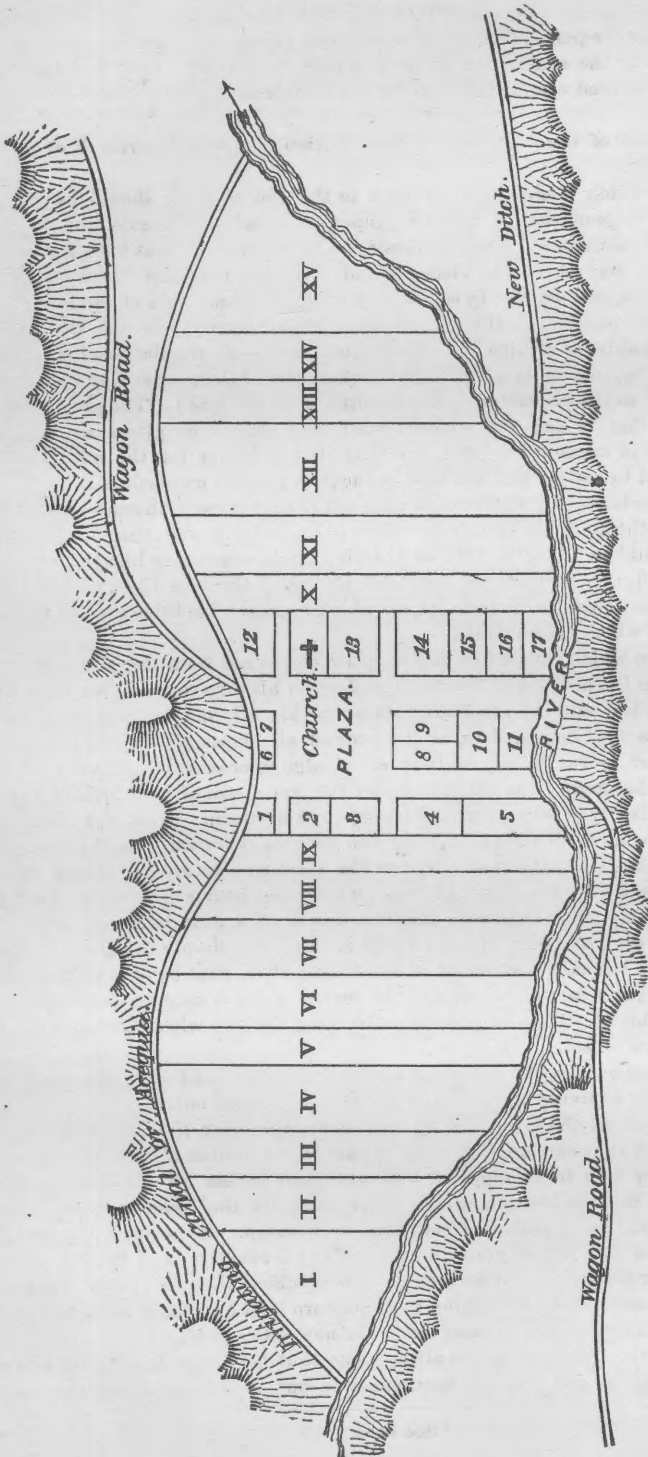 Wagon Road.
Irrigating Canal or Acequia.
1 6 7 12
I II III IV V VI VII VIII IX 2 Church X XI XII XIII XIV XV
3 PLAZA. 13
4 8 9 14
10 15
5 11 16
17
RIVER
New Ditch.
Wagon Road.